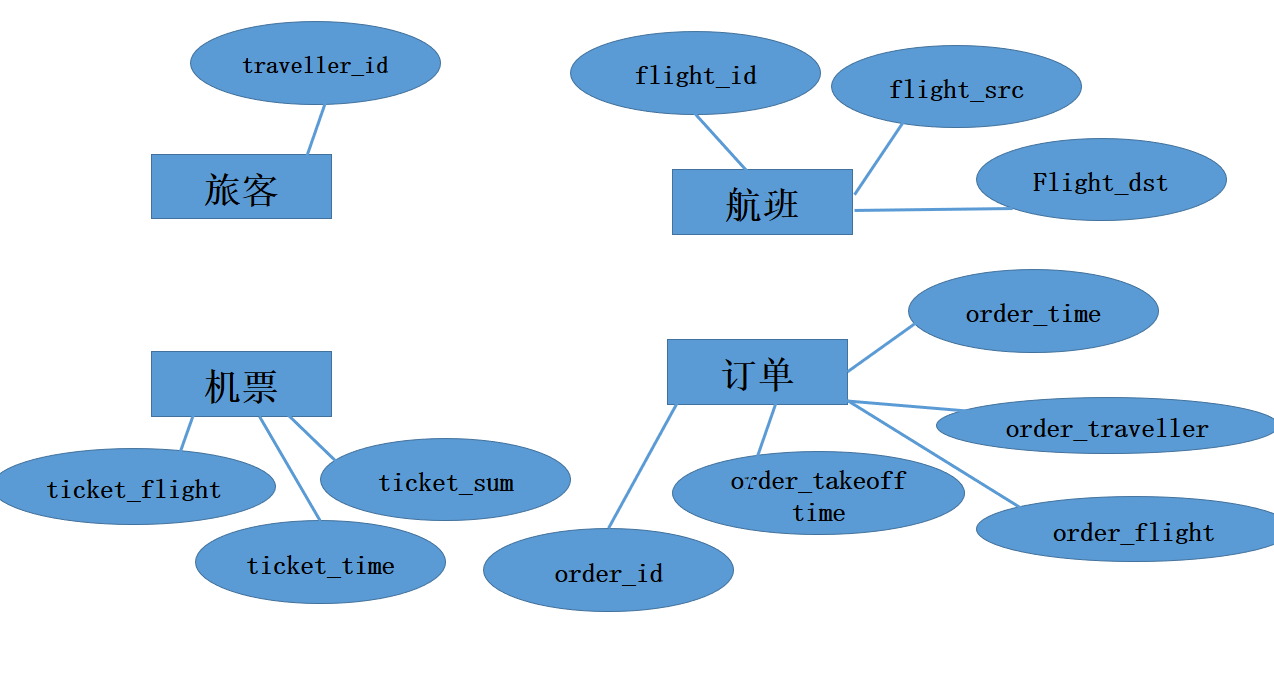 traveller_id
flight_id
flight_src
旅客
航班
Flight_dst
order_time
机票
订单
order_traveller
ticket_flight
ticket_sum
order_takeoff
time
order_flight
ticket_time
order_id